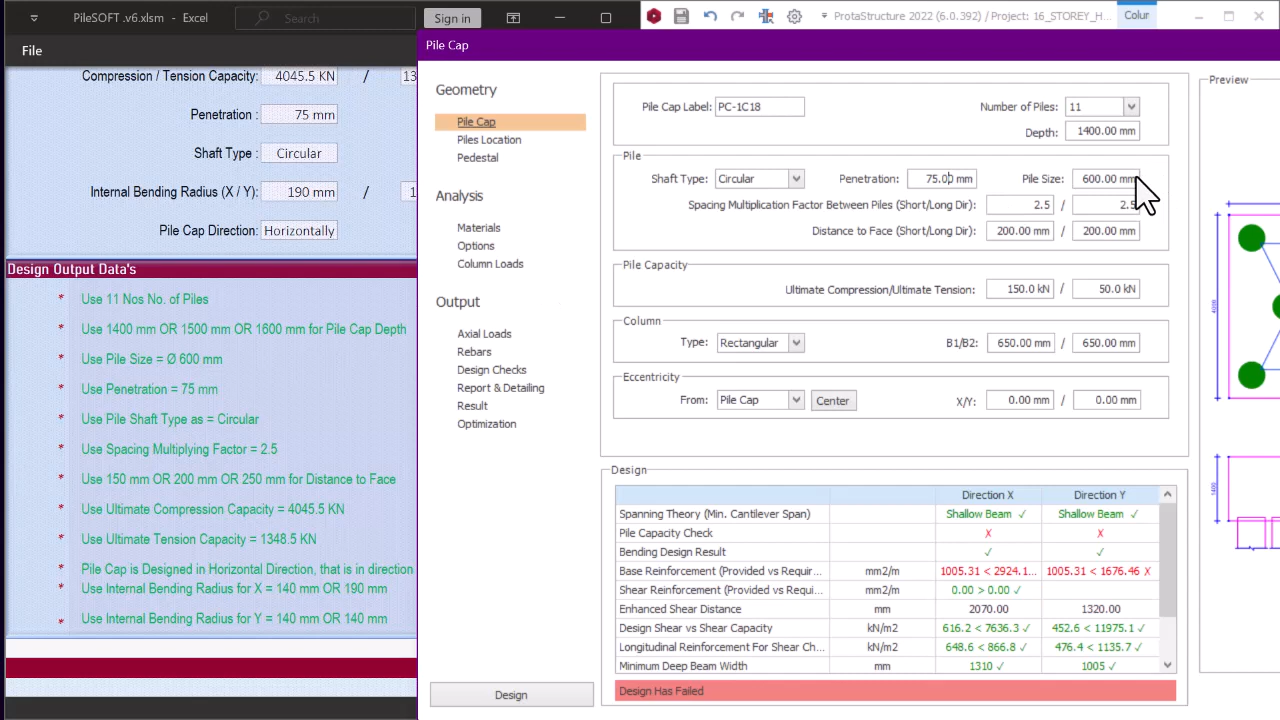 PileSOFT .v6.xlsm - Excel
Search
Sign in
ProtaStructure 2022 (6.0.392) / Project: 16_STOREY_H...
Colur
File
Compression / Tension Capacity: 4045.5 KN / 13
Penetration : 75 mm
Shaft Type : Circular
Internal Bending Radius (X / Y) : 190 mm / 1
Pile Cap Direction: Horizontally
Design Output Data's
* Use 11 Nos No. of Piles
* Use 1400 mm OR 1500 mm OR 1600 mm for Pile Cap Depth
* Use Pile Size = Ø 600 mm
* Use Penetration = 75 mm
* Use Pile Shaft Type as = Circular
* Use Spacing Multiplying Factor = 2.5
* Use 150 mm OR 200 mm OR 250 mm for Distance to Face
* Use Ultimate Compression Capacity = 4045.5 KN
* Use Ultimate Tension Capacity = 1348.5 KN
Pile Cap is Designed in Horizontal Direction, that is in direction
* Use Internal Bending Radius for X = 140 mm OR 190 mm
* Use Internal Bending Radius for Y = 140 mm OR 140 mm
Pile Cap
Geometry
Pile Cap
Piles Location
Pedestal
Analysis
Materials
Options
Column Loads
Output
Axial Loads
Rebars
Design Checks
Report & Detailing
Result
Optimization
Design
Pile Cap Label: PC-1C18 Number of Piles: 11
Depth: 1400.00 mm
Pile
Shaft Type: Circular Penetration: 75.00 mm Pile Size: 600.00 mm
Spacing Multiplication Factor Between Piles (Short/Long Dir): 2.5 / 2.5
Distance to Face (Short/Long Dir): 200.00 mm / 200.00 mm
Pile Capacity
Ultimate Compression/Ultimate Tension: 150.0 kN / 50.0 kN
Column
Type: Rectangular B1/B2: 650.00 mm / 650.00 mm
Eccentricity
From: Pile Cap Center X/Y: 0.00 mm / 0.00 mm
Design
Direction X Direction Y
Spanning Theory (Min. Cantilever Span) Shallow Beam ✓ Shallow Beam ✓
Pile Capacity Check X X
Bending Design Result ✓ ✓
Base Reinforcement (Provided vs Requir... mm2/m 1005.31 < 2924.1... 1005.31 < 1676.46 X
Shear Reinforcement (Provided vs Requi... mm2/m 0.00 > 0.00 ✓
Enhanced Shear Distance mm 2070.00 1320.00
Design Shear vs Shear Capacity kN/m2 616.2 < 7636.3 ✓ 452.6 < 11975.1 ✓
Longitudinal Reinforcement For Shear Ch... kN/m2 648.6 < 866.8 ✓ 476.4 < 1135.7 ✓
Minimum Deep Beam Width mm 1310 ✓ 1005 ✓
Design Has Failed
Preview
4000
1400